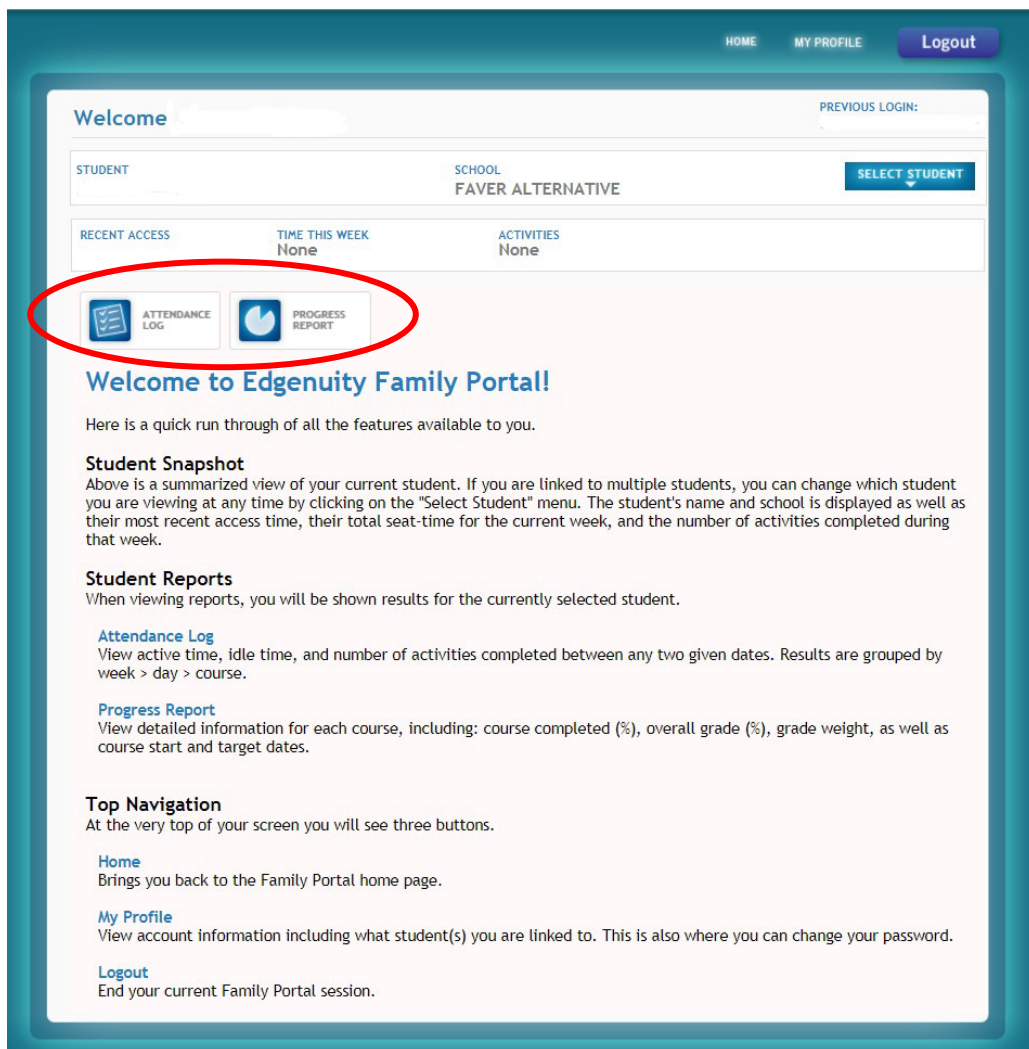 HOME MY PROFILE Logout
Welcome
PREVIOUS LOGIN:
STUDENT
SCHOOL
FAVER ALTERNATIVE
SELECT STUDENT
RECENT ACCESS
TIME THIS WEEK
None
ACTIVITIES
None
ATTENDANCE
LOG
PROGRESS
REPORT
Welcome to Edgenuity Family Portal!
Here is a quick run through of all the features available to you.
Student Snapshot
Above is a summarized view of your current student. If you are linked to multiple students, you can change which student
you are viewing at any time by clicking on the "Select Student" menu. The student's name and school is displayed as well as
their most recent access time, their total seat-time for the current week, and the number of activities completed during
that week.
Student Reports
When viewing reports, you will be shown results for the currently selected student.
Attendance Log
View active time, idle time, and number of activities completed between any two given dates. Results are grouped by
week > day > course.
Progress Report
View detailed information for each course, including: course completed (%), overall grade (%), grade weight, as well as
course start and target dates.
Top Navigation
At the very top of your screen you will see three buttons.
Home
Brings you back to the Family Portal home page.
My Profile
View account information including what student(s) you are linked to. This is also where you can change your password.
Logout
End your current Family Portal session.